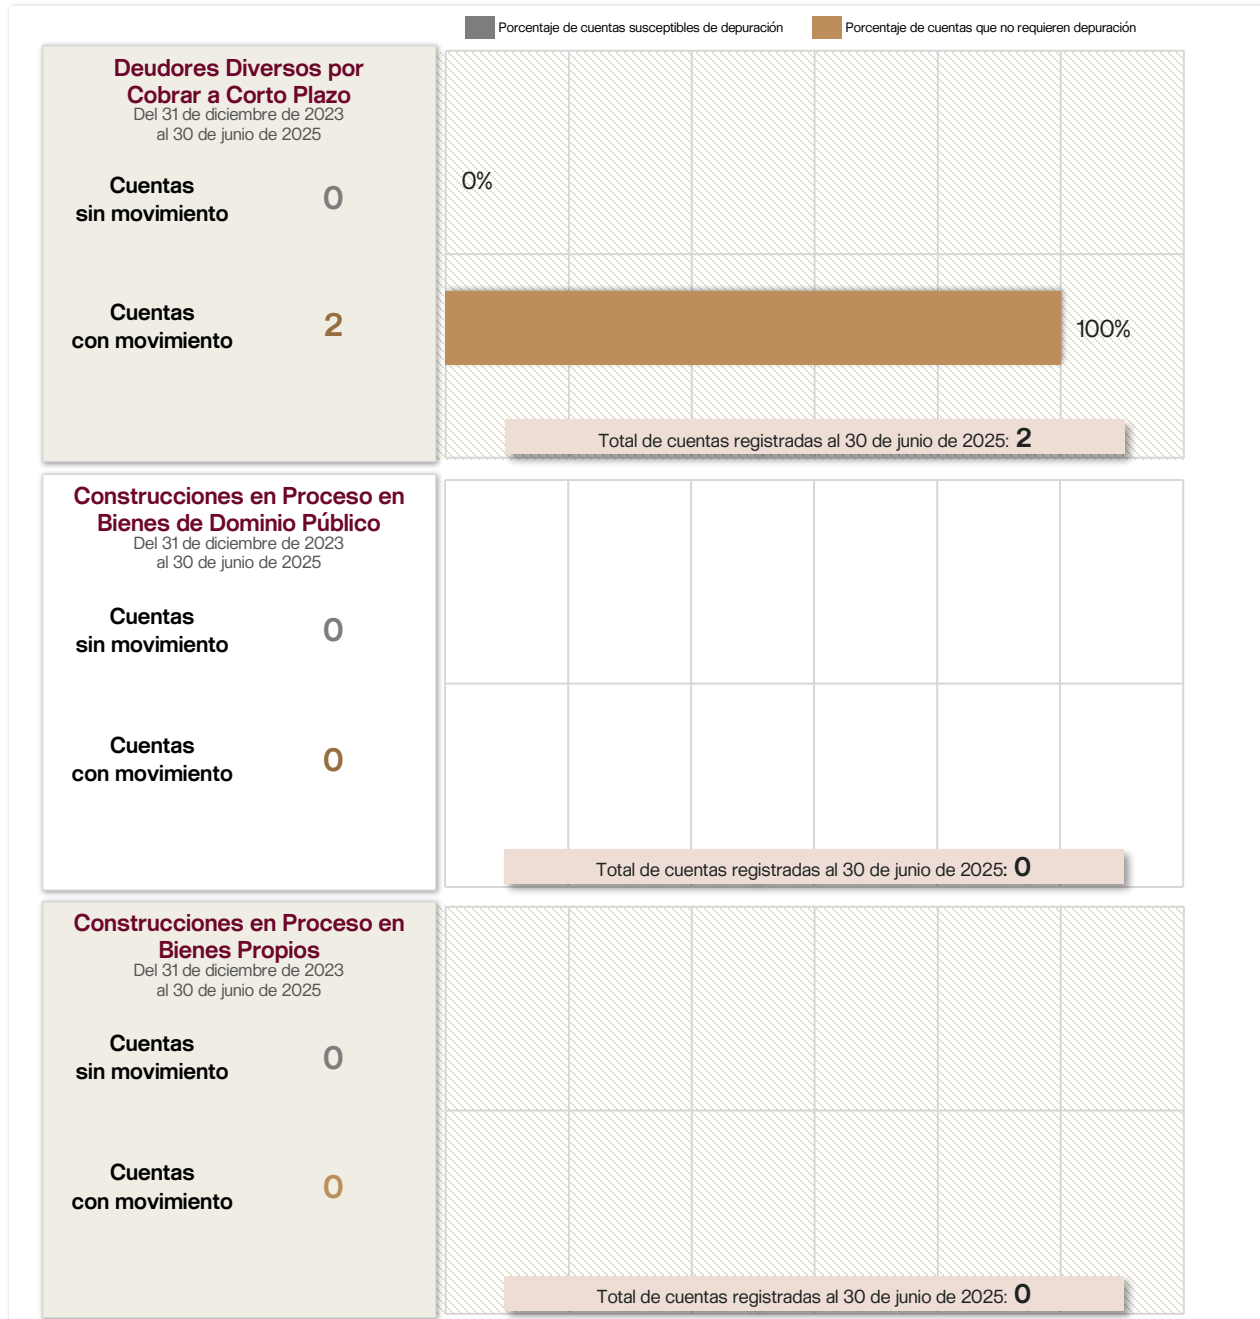 Porcentaje de cuentas susceptibles de depuración
Porcentaje de cuentas que no requieren depuración
Deudores Diversos por
Cobrar a Corto Plazo
Del 31 de diciembre de 2023
al 30 de junio de 2025
Cuentas
sin movimiento
0
0%
Cuentas
con movimiento
2
100%
Total de cuentas registradas al 30 de junio de 2025: 2
Construcciones en Proceso en
Bienes de Dominio Público
Del 31 de diciembre de 2023
al 30 de junio de 2025
Cuentas
sin movimiento
0
Cuentas
con movimiento
0
Total de cuentas registradas al 30 de junio de 2025: 0
Construcciones en Proceso en
Bienes Propios
Del 31 de diciembre de 2023
al 30 de junio de 2025
Cuentas
sin movimiento
0
Cuentas
con movimiento
0
Total de cuentas registradas al 30 de junio de 2025: 0